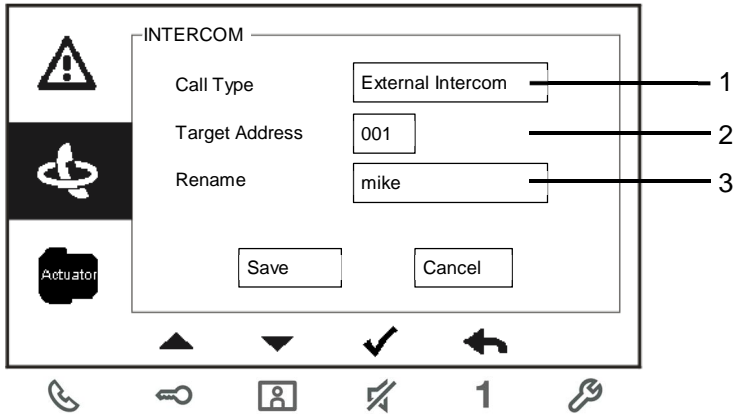 INTERCOM
Call Type External Intercom 1
Target Address 001 2
Rename mike 3
Actuator
Save Cancel
1